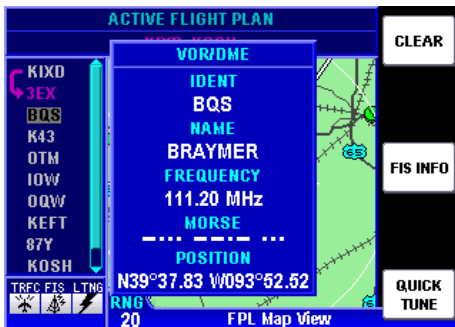 ACTIVE FLIGHT PLAN
KIXD-KOSH
CLEAR
VOR/DME
IDENT
BQS
NAME
BRAYMER
FREQUENCY
111.20 MHz
MORSE
POSITION
N39°37.83 W093°52.52
KIXD
3EX
BQS
K43
OTM
IOW
OQW
KEFT
87Y
KOSH
65
FIS INFO
TRFC FIS LTNG
RNG
20
FPL Map View
QUICK
TUNE